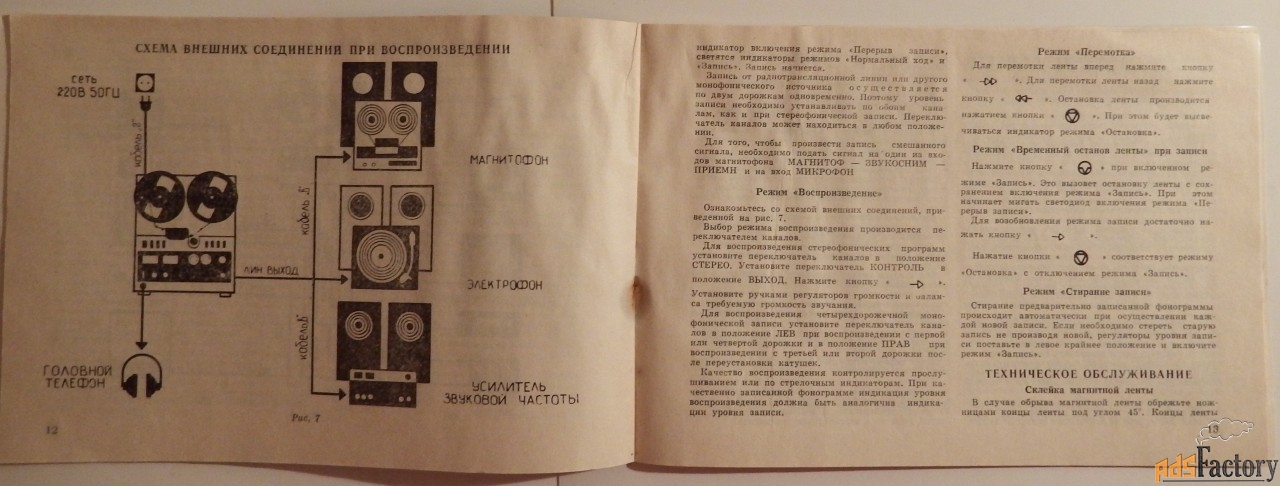 СХЕМА ВНЕШНИХ СОЕДИНЕНИЙ ПРИ ВОСПРОИЗВЕДЕНИИ
СЕТЬ
220В 50ГЦ
кабель
МАГНИТОФОН
кабель Б
ЛИН ВЫХОД
ЭЛЕКТРОФОН
кабель Б
ГОЛОВНОЙ
ТЕЛЕФОН
УСИЛИТЕЛЬ
ЗВУКОВОЙ ЧАСТОТЫ
Рис. 7
12
индикатор включения режима «Перерыв записи»,
светятся индикаторы режимов «Нормальный ход» и
«Запись». Запись начнется.
Запись от радиотрансляционной линии или другого
монофонического источника осуществляется
по двум дорожкам одновременно. Поэтому уровень
записи необходимо устанавливать по обоим кана-
лам, как и при стереофонической записи. Переклю-
чатель каналов может находиться в любом положе-
нии.
Для того, чтобы произвести запись смешанного
сигнала, необходимо подать сигнал на один из вхо-
дов магнитофона МАГНИТОФ — ЗВУКОСНИМ —
ПРИЕМН и на вход МИКРОФОН
Режим «Воспроизведение»
Ознакомьтесь со схемой внешних соединений, при-
веденной на рис. 7.
Выбор режима воспроизведения производится пе-
реключателем каналов.
Для воспроизведения стереофонических программ
установите переключатель каналов в положение
СТЕРЕО. Установите переключатель КОНТРОЛЬ в
положение ВЫХОД. Нажмите кнопку « ».
Установите ручками регуляторов громкости и балан-
са требуемую громкость звучания.
Для воспроизведения четырехдорожечной моно-
фонической записи установите переключатель кана-
лов в положение ЛЕВ при воспроизведении с первой
или четвертой дорожки и в положение ПРАВ при
воспроизведении с третьей или второй дорожки пос-
ле переустановки катушек.
Качество воспроизведения контролируется прослу-
шиванием или по стрелочным индикаторам. При ка-
чественно записанной фонограмме индикация уровня
воспроизведения должна быть аналогична индика-
ции уровня записи.
Режим «Перемотка»
Для перемотки ленты вперед нажмите кнопку
« ». Для перемотки ленты назад нажмите
кнопку « ». Остановка ленты производится
нажатием кнопки « ». При этом будет высве-
чиваться индикатор режима «Остановка».
Режим «Временный останов ленты» при записи
Нажмите кнопку « » при включенном ре-
жиме «Запись». Это вызовет остановку ленты с сох-
ранением включения режима «Запись». При этом
начинает мигать светодиод включения режима «Пе-
рерыв записи».
Для возобновления режима записи достаточно на-
жать кнопку « ».
Нажатие кнопки « » соответствует режиму
«Остановка» с отключением режима «Запись».
Режим «Стирание записи»
Стирание предварительно записанной фонограммы
происходит автоматически при осуществлении каж-
дой новой записи. Если необходимо стереть старую
запись не производя новой, регуляторы уровня запи-
си поставьте в левое крайнее положение и включите
режим «Запись».
ТЕХНИЧЕСКОЕ ОБСЛУЖИВАНИЕ
Склейка магнитной ленты
В случае обрыва магнитной ленты обрежьте нож-
ницами концы ленты под углом 45°. Концы ленты
13
AdsFactory